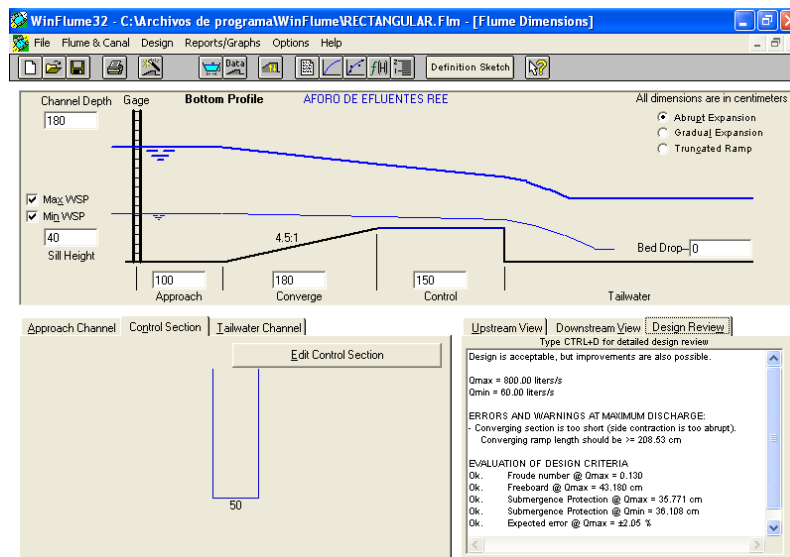 WinFlume32 - C:\Archivos de programa\WinFlume\RECTANGULAR.Flm - [Flume Dimensions]
File Flume & Canal Design Reports/Graphs Options Help
Data f(H) Definition Sketch
Channel Depth Gage Bottom Profile AFORO DE EFLUENTES REE All dimensions are in centimeters
180
Abrupt Expansion
Gradual Expansion
Truncated Ramp
Max WSP
Min WSP
40
Sill Height
4.5:1
Bed Drop-- 0
100 180 150
Approach Converge Control Tailwater
Approach Channel Control Section Tailwater Channel
Edit Control Section
50
Upstream View Downstream View Design Review
Type CTRL+D for detailed design review
Design is acceptable, but improvements are also possible.
Qmax = 800.00 liters/s
Qmin = 60.00 liters/s
ERRORS AND WARNINGS AT MAXIMUM DISCHARGE:
- Converging section is too short (side contraction is too abrupt).
Converging ramp length should be >= 208.53 cm
EVALUATION OF DESIGN CRITERIA
Ok. Froude number @ Qmax = 0.130
Ok. Freeboard @ Qmax = 43.180 cm
Ok. Submergence Protection @ Qmax = 35.771 cm
Ok. Submergence Protection @ Qmin = 36.108 cm
Ok. Expected error @ Qmax = ±2.05 %